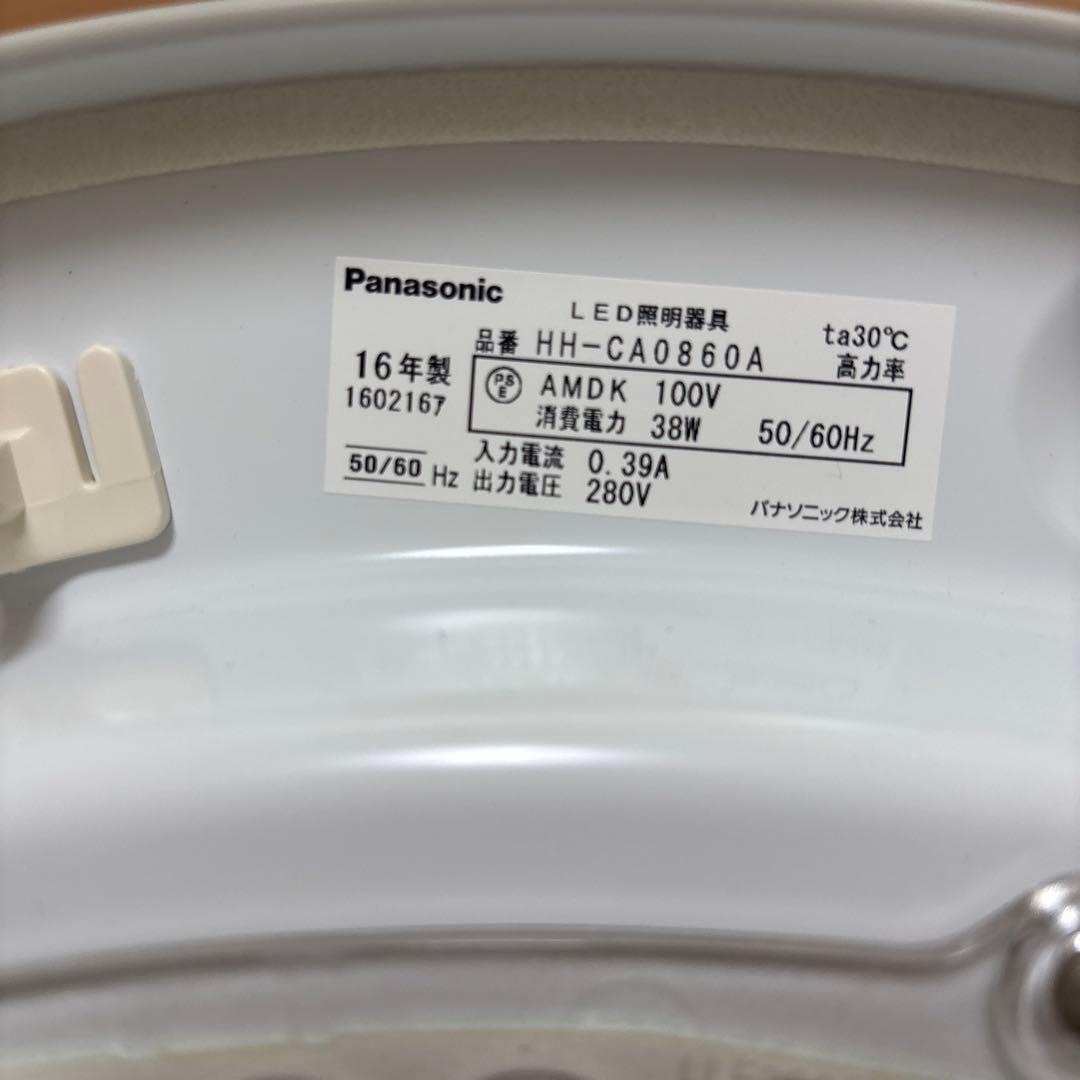 Panasonic
LED照明器具
ta30℃
品番 HH-CA0860A
高力率
16年製
1602167
PSE AMDK 100V
消費電力 38W 50/60Hz
50/60 Hz
入力電流 0.39A
出力電圧 280V
パナソニック株式会社